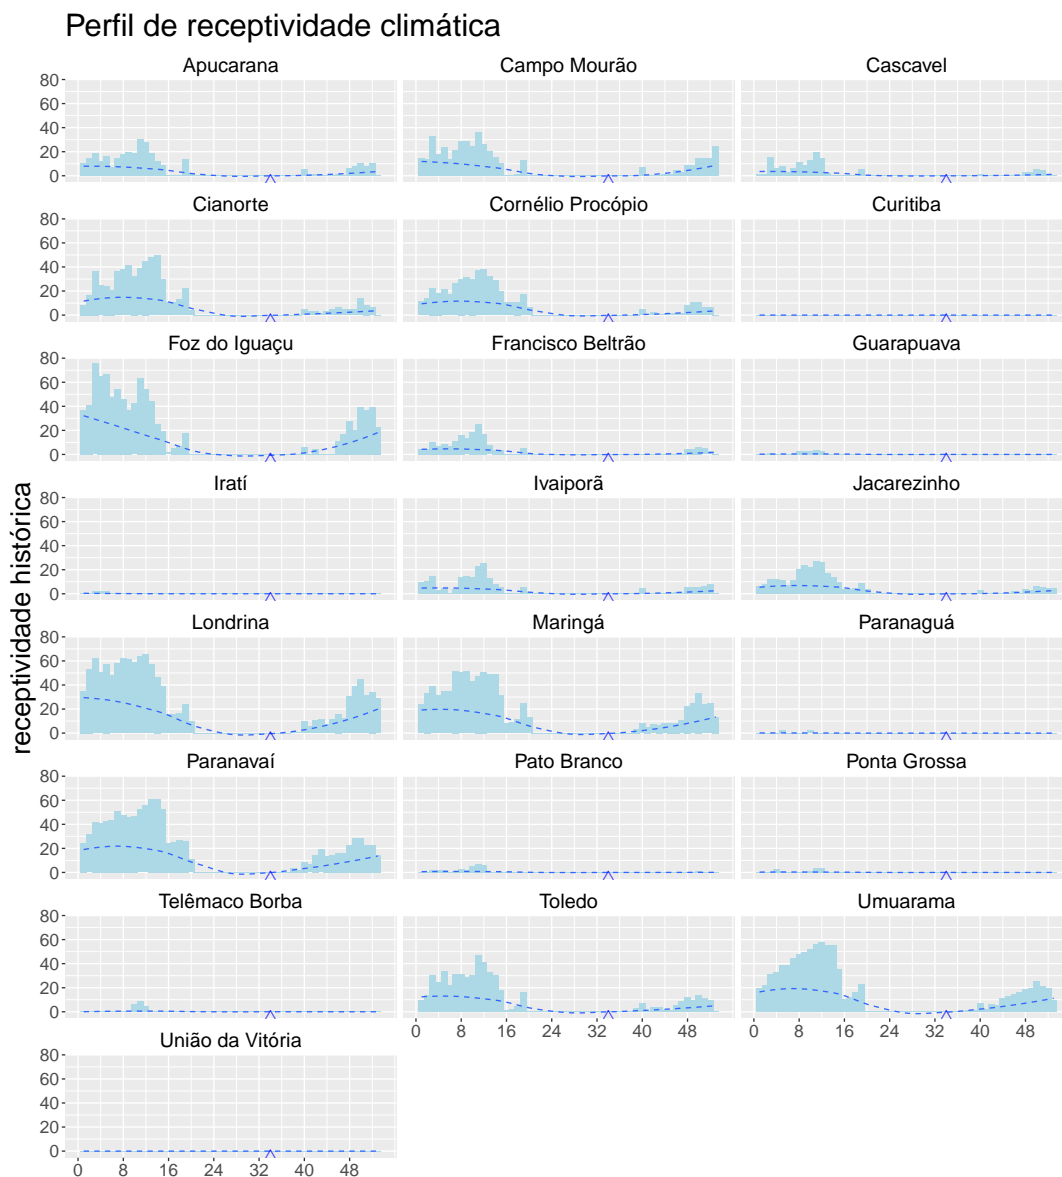 Perfil de receptividade climática
Apucarana
Campo Mourão
Cascavel
80
60
40
20
0
Cianorte
Cornélio Procópio
Curitiba
80
60
40
20
0
Foz do Iguaçu
Francisco Beltrão
Guarapuava
80
60
40
20
0
Iratí
Ivaiporã
Jacarezinho
80
60
40
20
0
receptividade histórica
Londrina
Maringá
Paranaguá
80
60
40
20
0
Paranavaí
Pato Branco
Ponta Grossa
80
60
40
20
0
Telêmaco Borba
Toledo
Umuarama
80
60
40
20
0
0 8 16 24 32 40 48
0 8 16 24 32 40 48
União da Vitória
80
60
40
20
0
0 8 16 24 32 40 48